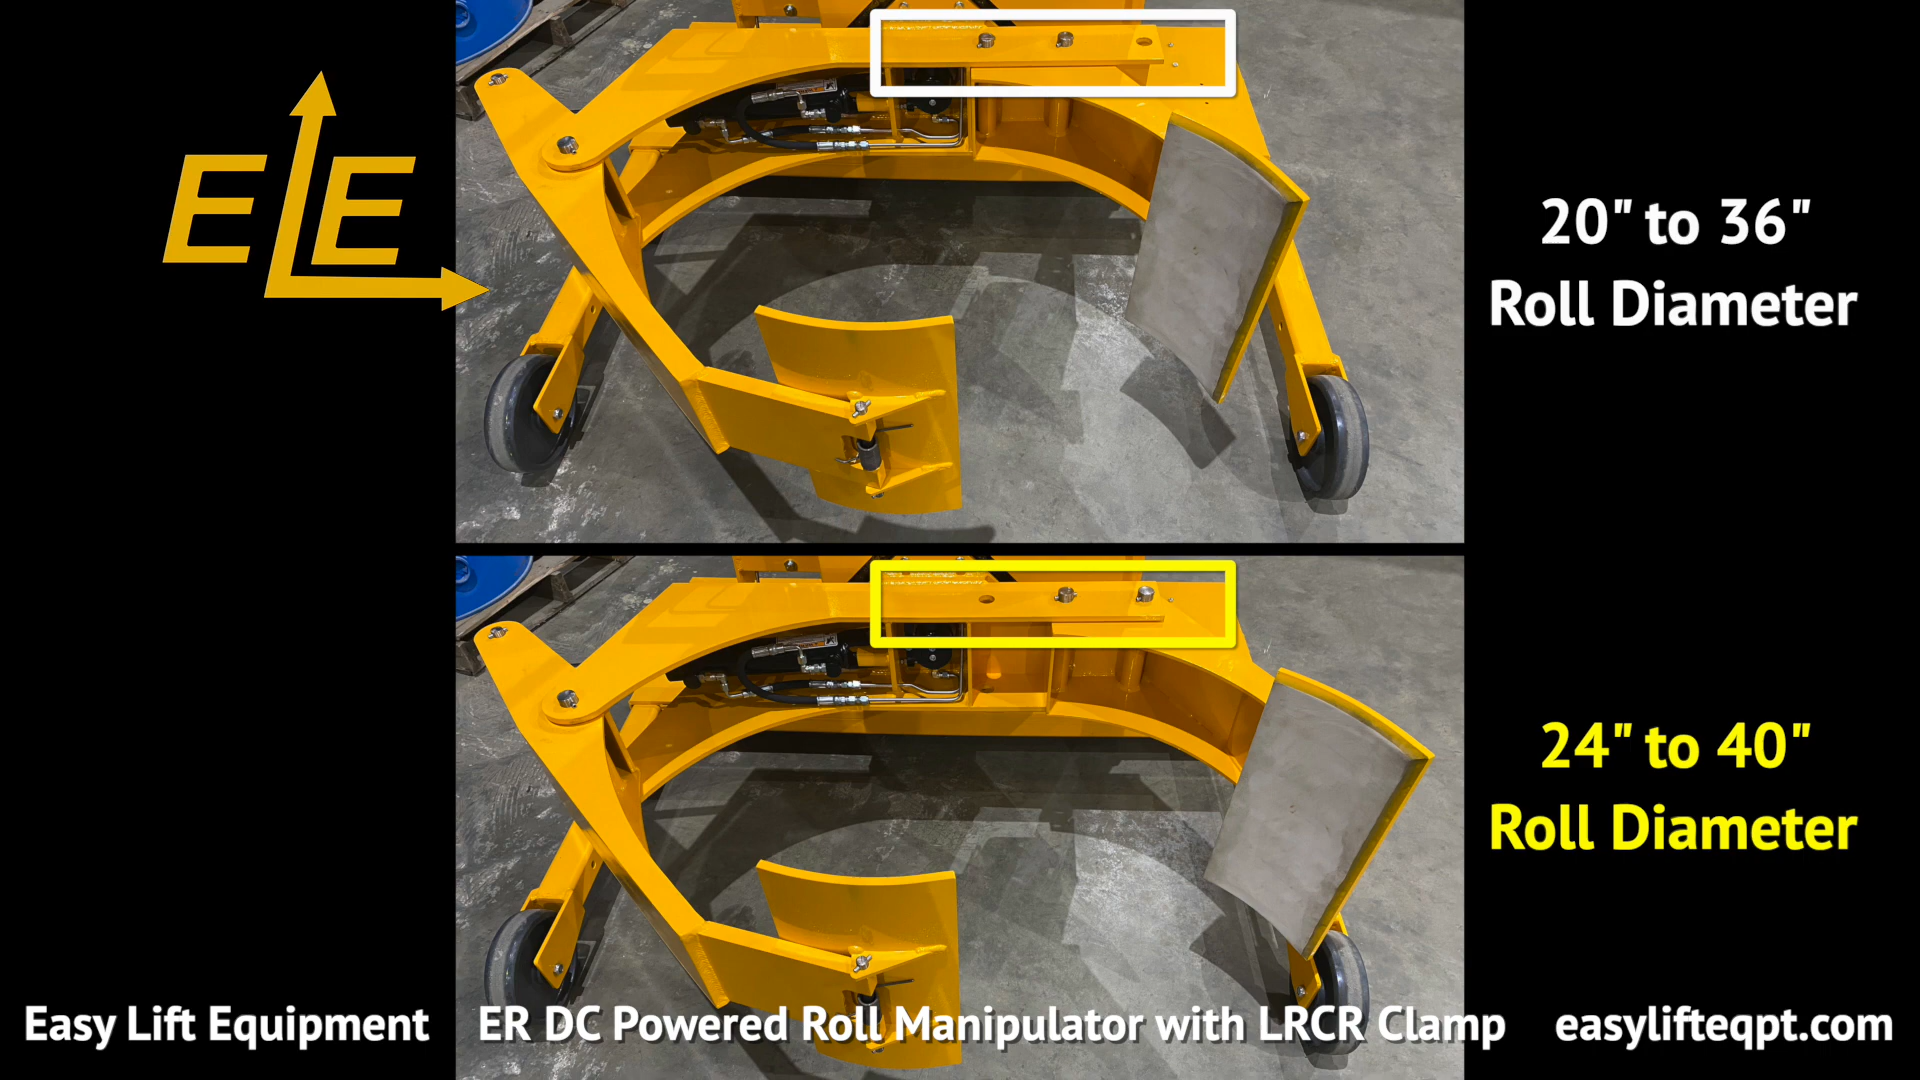 ELE
20" to 36"
Roll Diameter
24" to 40"
Roll Diameter
Easy Lift Equipment
ER DC Powered Roll Manipulator with LRCR Clamp
easylifteqpt.com